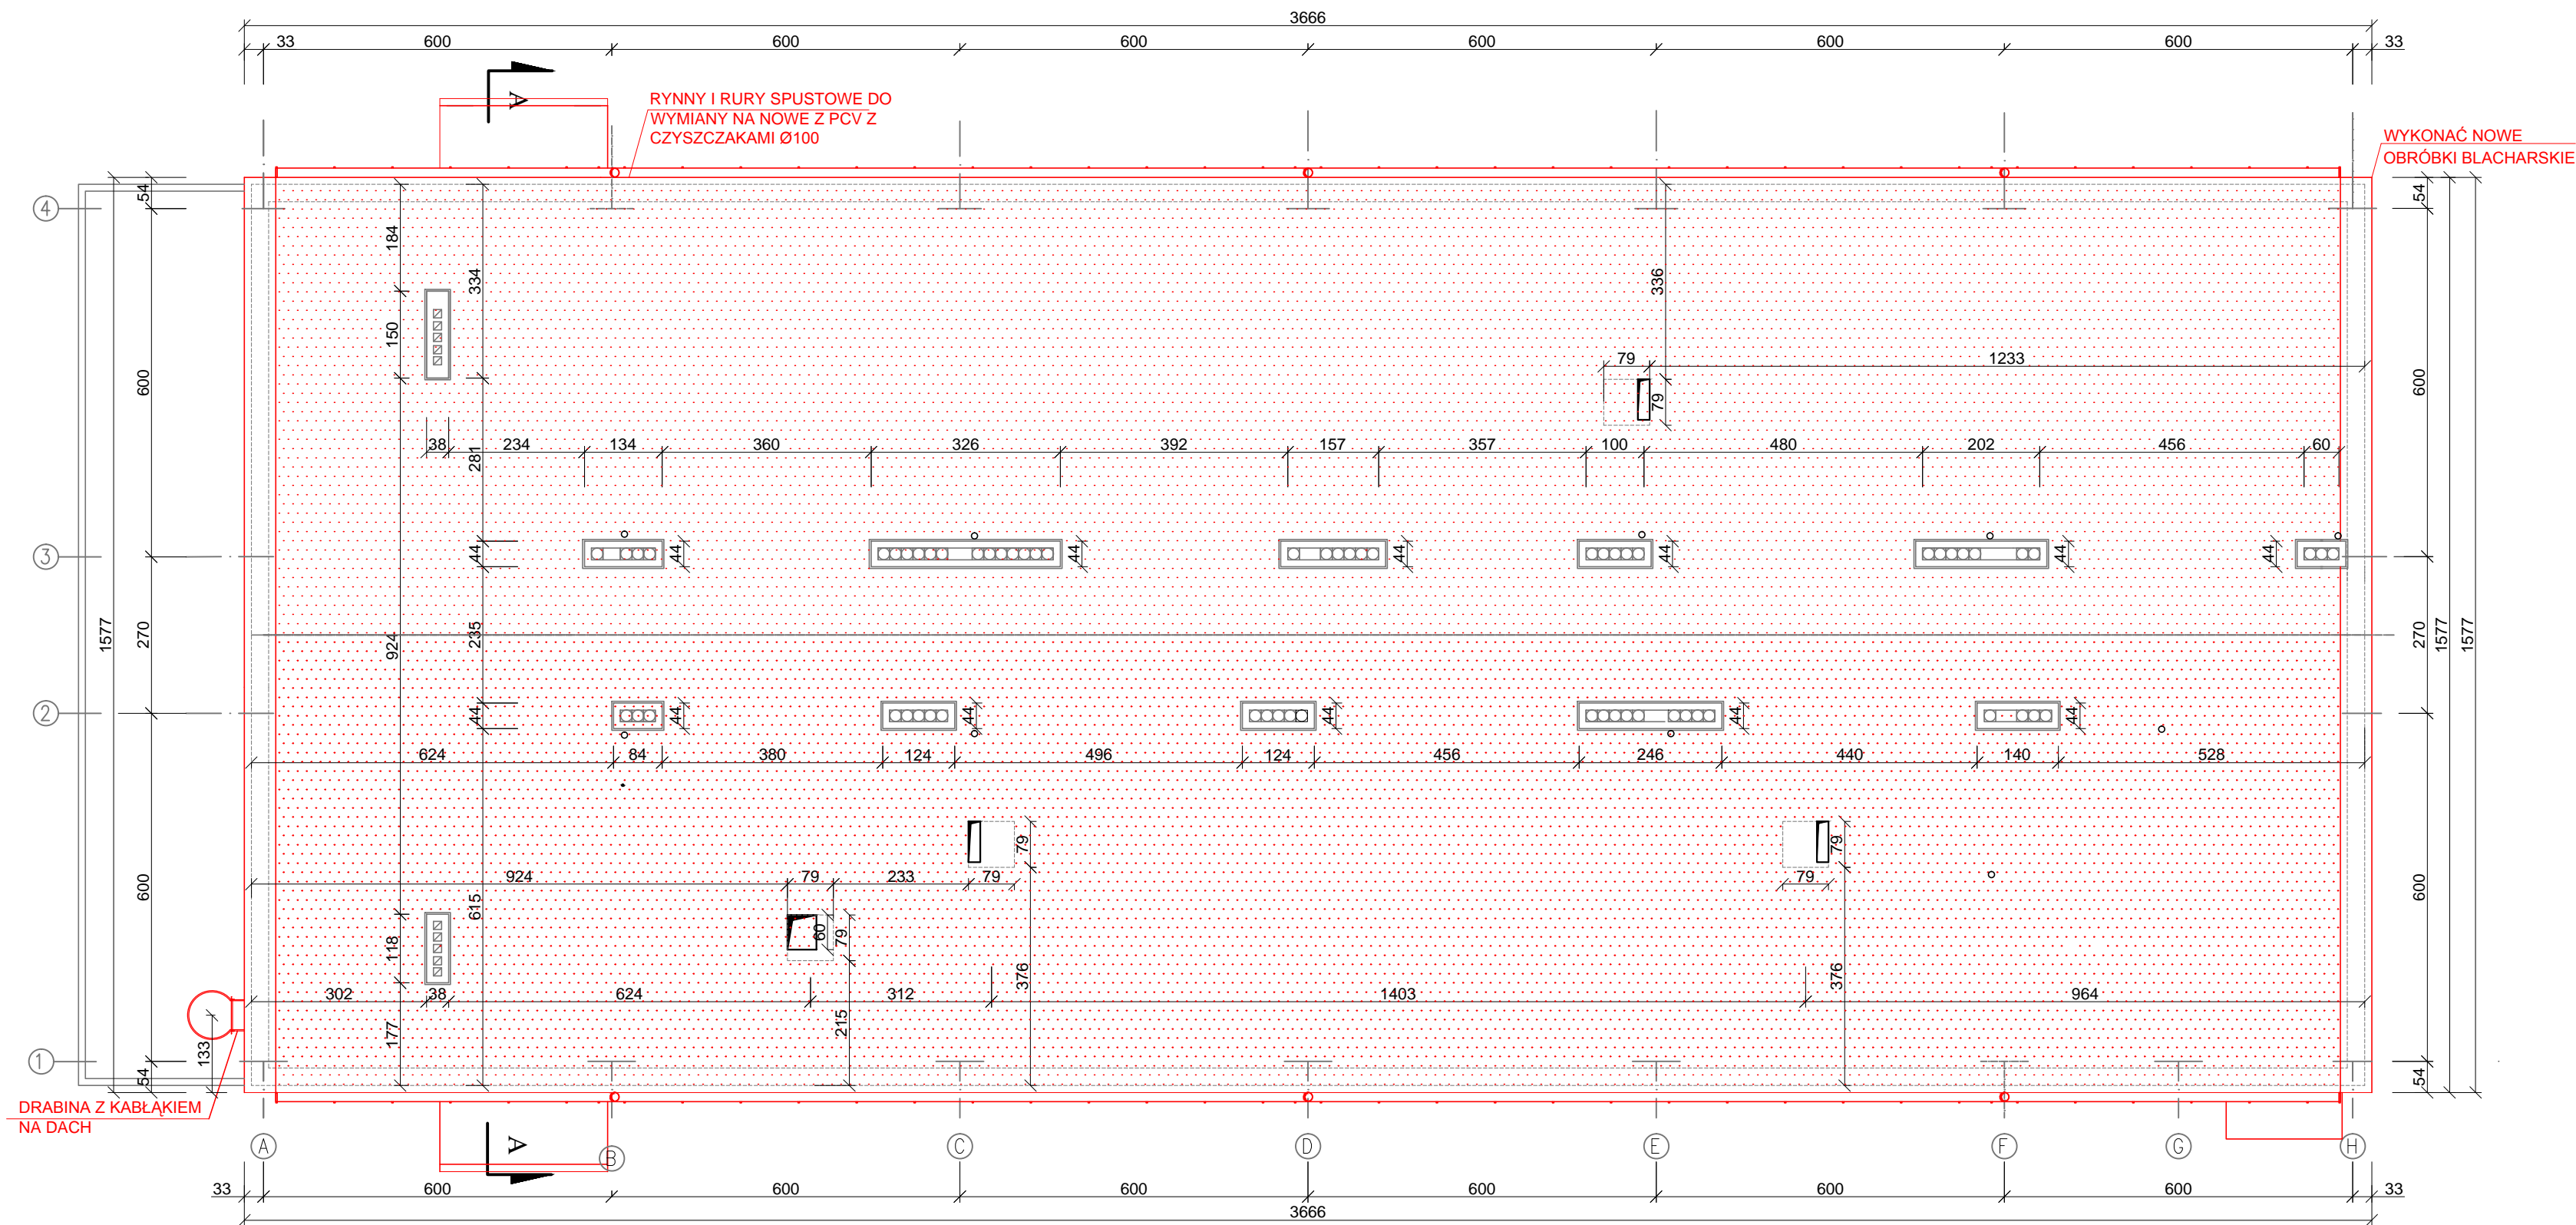 3666
33 600 600 600 600 600 600 33
A
RYNNY I RURY SPUSTOWE DO
WYMIANY NA NOWE Z PCV Z
CZYSZCZAKAMI Ø100
WYKONAĆ NOWE
OBRÓBKI BLACHARSKIE
54 54
4
184
334
336
600 150 600
79 1233
79
38 234 134 360 326 392 157 357 100 480 202 456 60
281
3
44 44 44 44 44 44 44
1577 270 924 235 270 1577 1577
2
44 44 44 44 44 44
624 84 380 124 496 124 456 246 440 140 528
79 79
924 79 233 79 79
600 615 600
60 79
118
376 376
302 38 624 312 1403 964
215
177
133
1
54 54
DRABINA Z KABŁĄKIEM
NA DACH
A
A B C D E F G H
33 600 600 600 600 600 600 33
3666